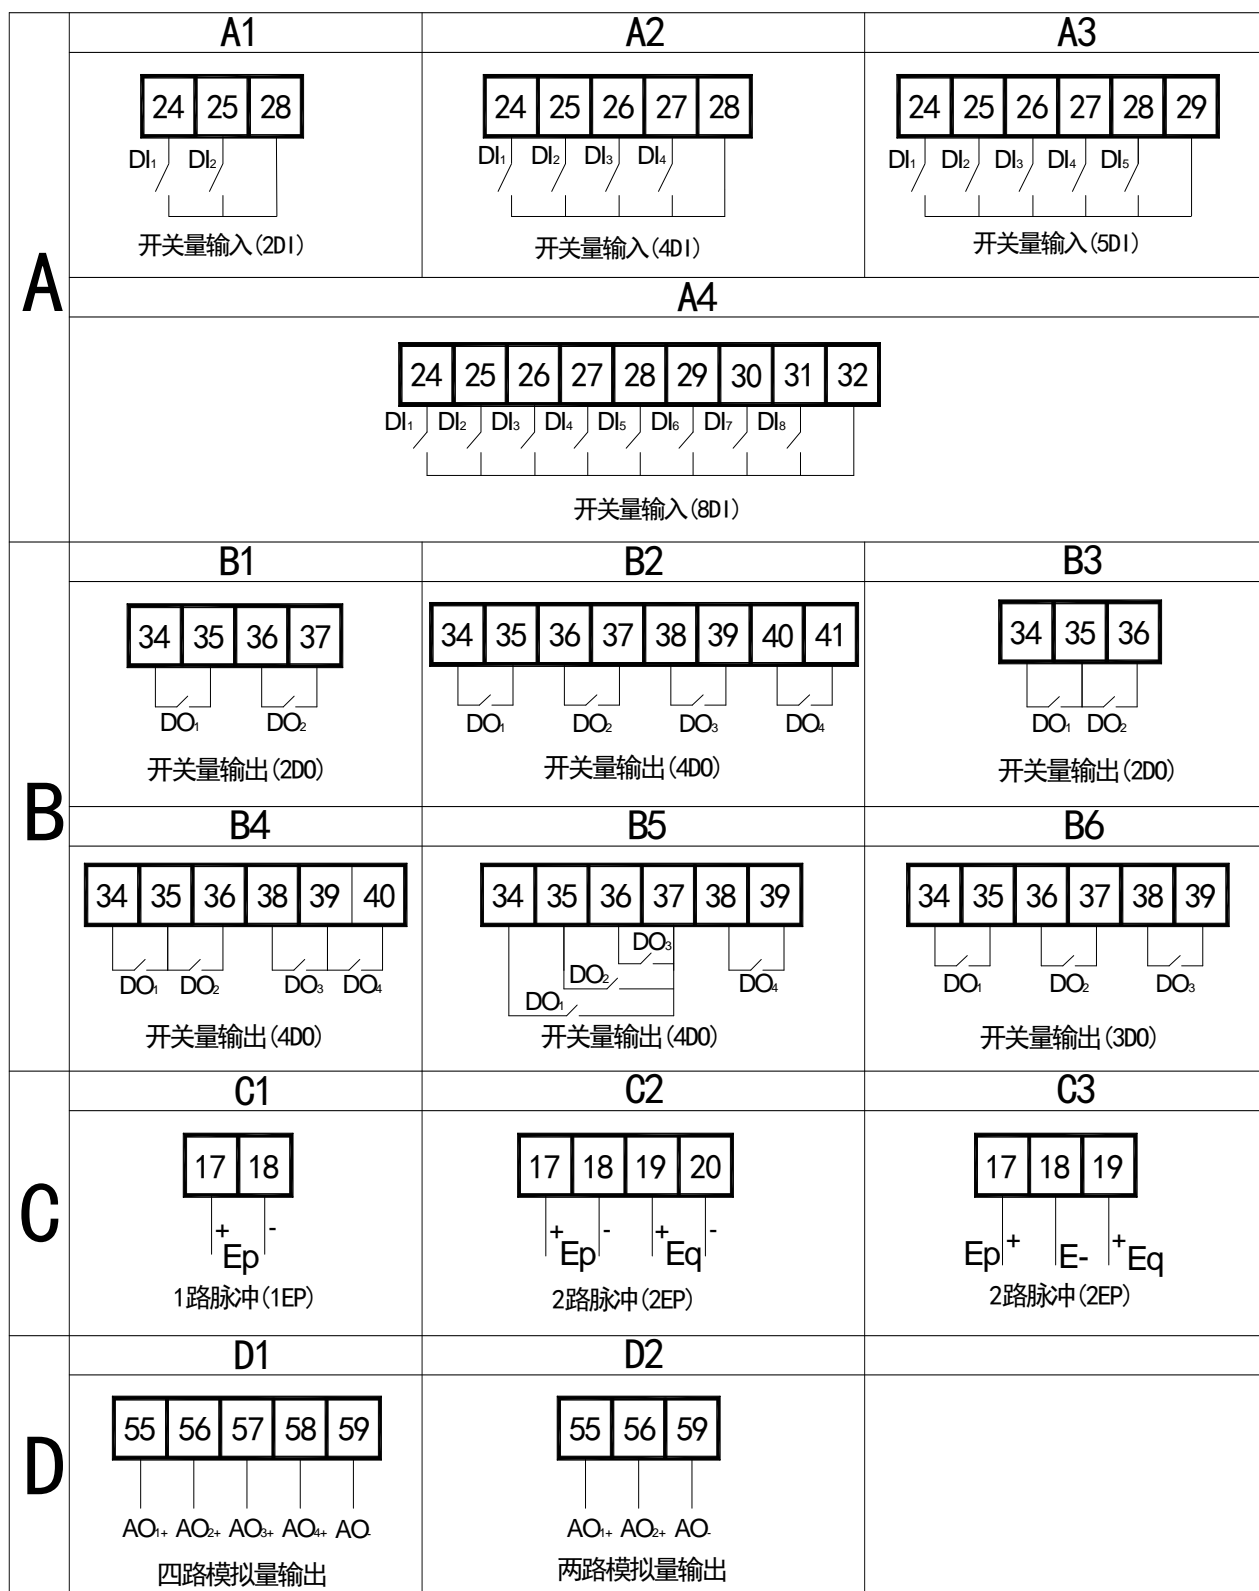 A
A1 A2 A3
24 25 28
DI₁ DI₂
开关量输入(2DI)
24 25 26 27 28
DI₁ DI₂ DI₃ DI₄
开关量输入(4DI)
24 25 26 27 28 29
DI₁ DI₂ DI₃ DI₄ DI₅
开关量输入(5DI)
A4
24 25 26 27 28 29 30 31 32
DI₁ DI₂ DI₃ DI₄ DI₅ DI₆ DI₇ DI₈
开关量输入(8DI)
B
B1 B2 B3
34 35 36 37
DO₁ DO₂
开关量输出(2DO)
34 35 36 37 38 39 40 41
DO₁ DO₂ DO₃ DO₄
开关量输出(4DO)
34 35 36
DO₁ DO₂
开关量输出(2DO)
B4 B5 B6
34 35 36 38 39 40
DO₁ DO₂ DO₃ DO₄
开关量输出(4DO)
34 35 36 37 38 39
DO₃
DO₂ DO₄
DO₁
开关量输出(4DO)
34 35 36 37 38 39
DO₁ DO₂ DO₃
开关量输出(3DO)
C
C1 C2 C3
17 18
+ -
Ep
1路脉冲(1EP)
17 18 19 20
+ - + -
Ep Eq
2路脉冲(2EP)
17 18 19
Ep + E- + Eq
2路脉冲(2EP)
D
D1 D2
55 56 57 58 59
AO₁₊ AO₂₊ AO₃₊ AO₄₊ AO₋
四路模拟量输出
55 56 59
AO₁₊ AO₂₊ AO₋
两路模拟量输出